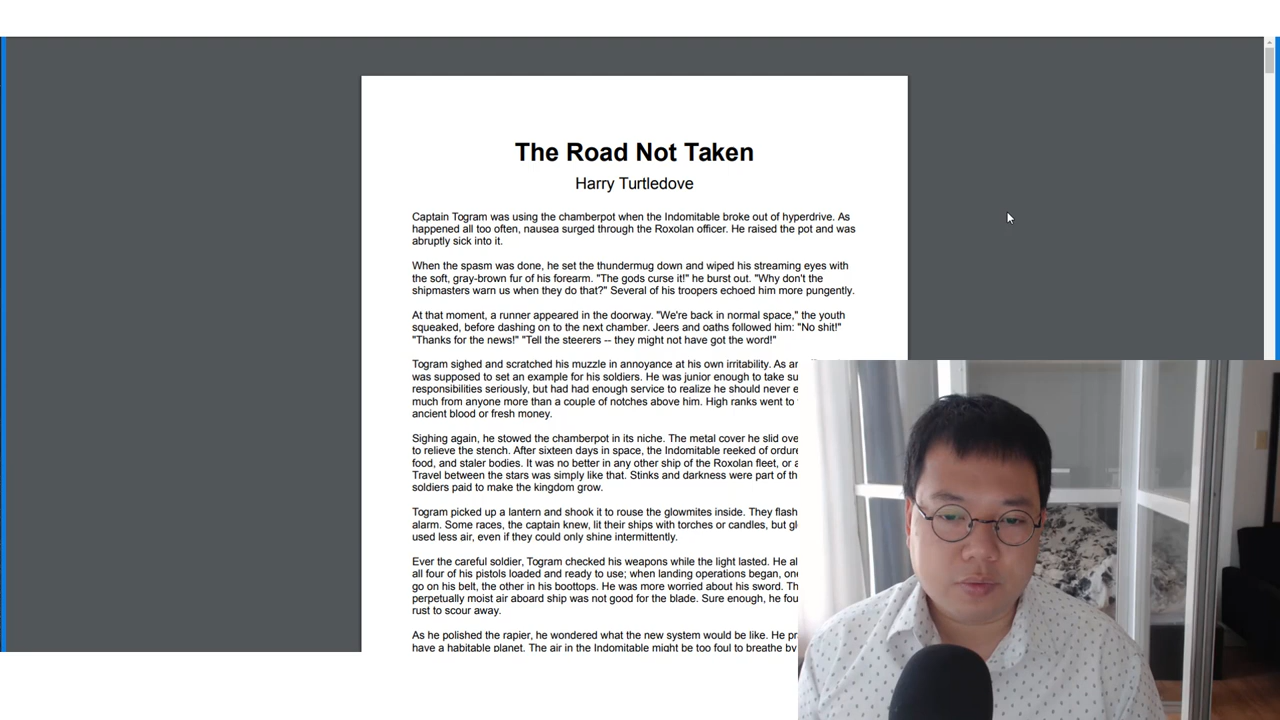 The Road Not Taken
Harry Turtledove
Captain Togram was using the chamberpot when the Indomitable broke out of hyperdrive. As
happened all too often, nausea surged through the Roxolan officer. He raised the pot and was
abruptly sick into it.
When the spasm was done, he set the thundermug down and wiped his streaming eyes with
the soft, gray-brown fur of his forearm. "The gods curse it!" he burst out. "Why don't the
shipmasters warn us when they do that?" Several of his troopers echoed him more pungently.
At that moment, a runner appeared in the doorway. "We're back in normal space," the youth
squeaked, before dashing on to the next chamber. Jeers and oaths followed him: "No shit!"
"Thanks for the news!" "Tell the steerers -- they might not have got the word!"
Togram sighed and scratched his muzzle in annoyance at his own irritability. As
was supposed to set an example for his soldiers. He was junior enough to take
responsibilities seriously, but had had enough service to realize he should never
much from anyone more than a couple of notches above him. High ranks went to
ancient blood or fresh money.
Sighing again, he stowed the chamberpot in its niche. The metal cover he slid
to relieve the stench. After sixteen days in space, the Indomitable reeked of
food, and staler bodies. It was no better in any other ship of the Roxolan fleet, or
Travel between the stars was simply like that. Stinks and darkness were part of
soldiers paid to make the kingdom grow.
Togram picked up a lantern and shook it to rouse the glowmites inside. They
alarm. Some races, the captain knew, lit their ships with torches or candles, but
used less air, even if they could only shine intermittently.
Ever the careful soldier, Togram checked his weapons while the light lasted. He
all four of his pistols loaded and ready to use; when landing operations began,
go on his belt, the other in his boottops. He was more worried about his sword.
perpetually moist air aboard ship was not good for the blade. Sure enough, he
rust to scour away.
As he polished the rapier, he wondered what the new system would be like. He
have a habitable planet. The air in the Indomitable might be too foul to breathe by